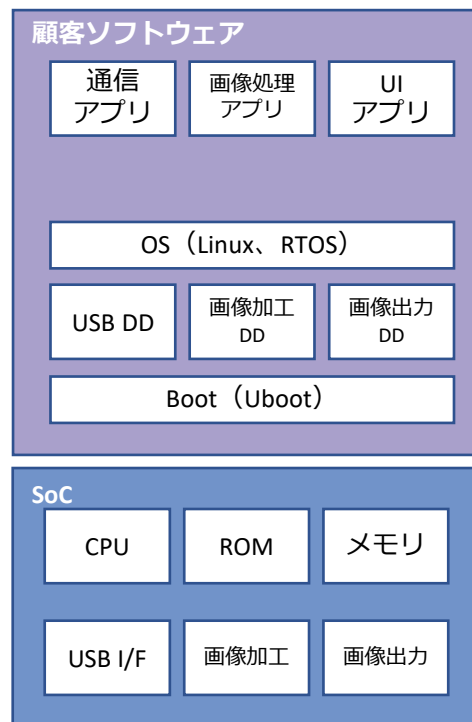 顧客ソフトウェア
通信
アプリ
画像処理
アプリ
UI
アプリ
OS（Linux、RTOS）
USB DD
画像加工
DD
画像出力
DD
Boot（Uboot）
SoC
CPU
ROM
メモリ
USB I/F
画像加工
画像出力